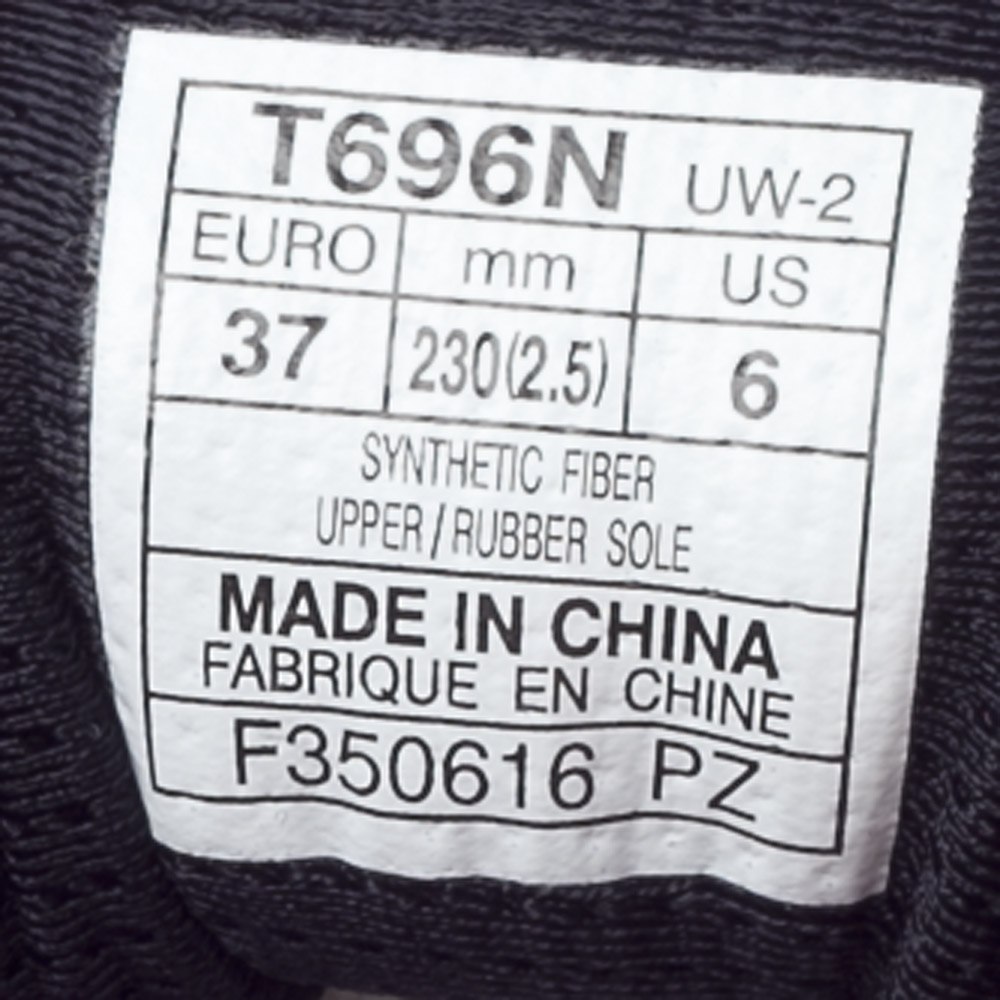 T696N UW-2
EURO mm US
37 230(2.5) 6
SYNTHETIC FIBER
UPPER/RUBBER SOLE
MADE IN CHINA
FABRIQUE EN CHINE
F350616 PZ